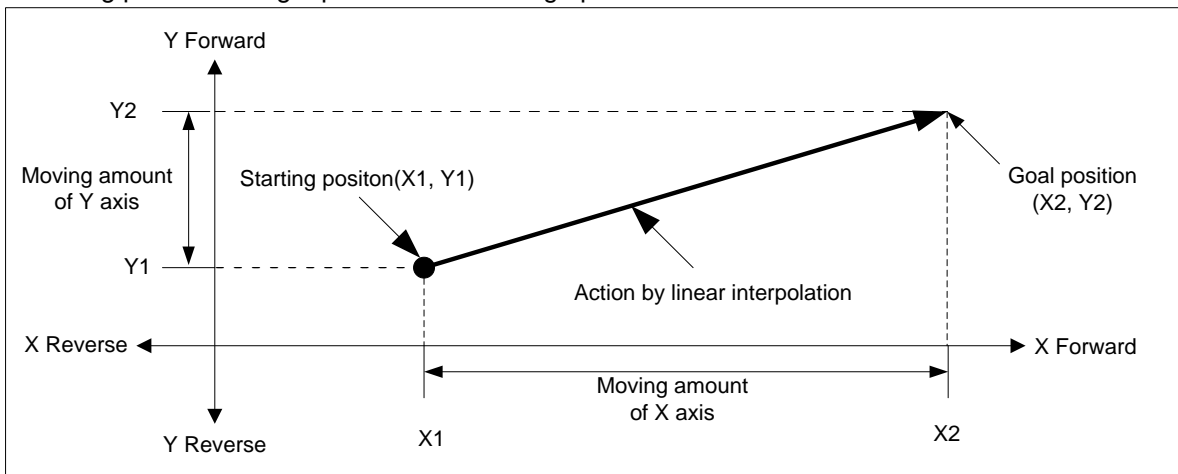 Y Forward
Y2
Moving amount
of Y axis
Starting positon(X1, Y1)
Goal position
(X2, Y2)
Y1
Action by linear interpolation
X Reverse
X Forward
Moving amount
of X axis
Y Reverse
X1
X2